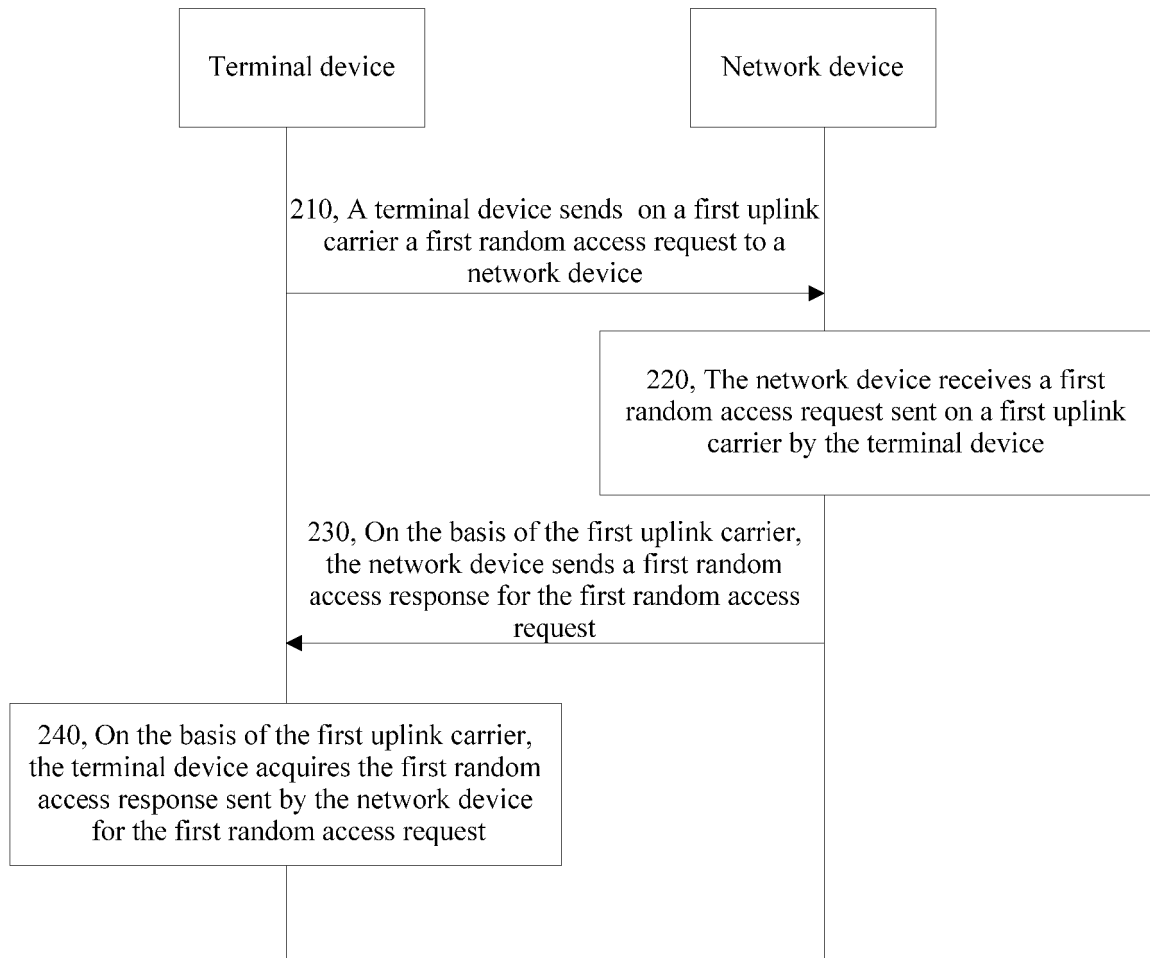 Terminal device
Network device
210, A terminal device sends on a first uplink
carrier a first random access request to a
network device
220, The network device receives a first
random access request sent on a first uplink
carrier by the terminal device
230, On the basis of the first uplink carrier,
the network device sends a first random
access response for the first random access
request
240, On the basis of the first uplink carrier,
the terminal device acquires the first random
access response sent by the network device
for the first random access request